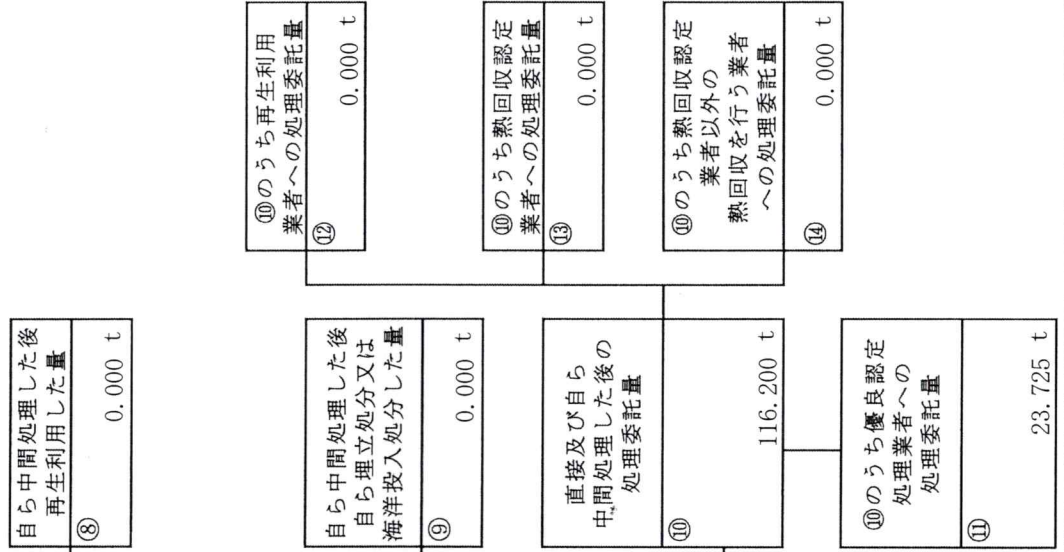 自ら中間処理した後
再生利用した量
⑧
0.000 t
自ら中間処理した後
自ら埋立処分又は
海洋投入処分した量
⑨
0.000 t
直接及び自ら
中間処理した後の
処理委託量
⑩
116.200 t
⑩のうち優良認定
処理業者への
処理委託量
⑪
23.725 t
⑩のうち再生利用
業者への処理委託量
⑫
0.000 t
⑩のうち熱回収認定
業者への処理委託量
⑬
0.000 t
⑩のうち熱回収認定
業者以外の
熱回収を行う業者
への処理委託量
⑭
0.000 t